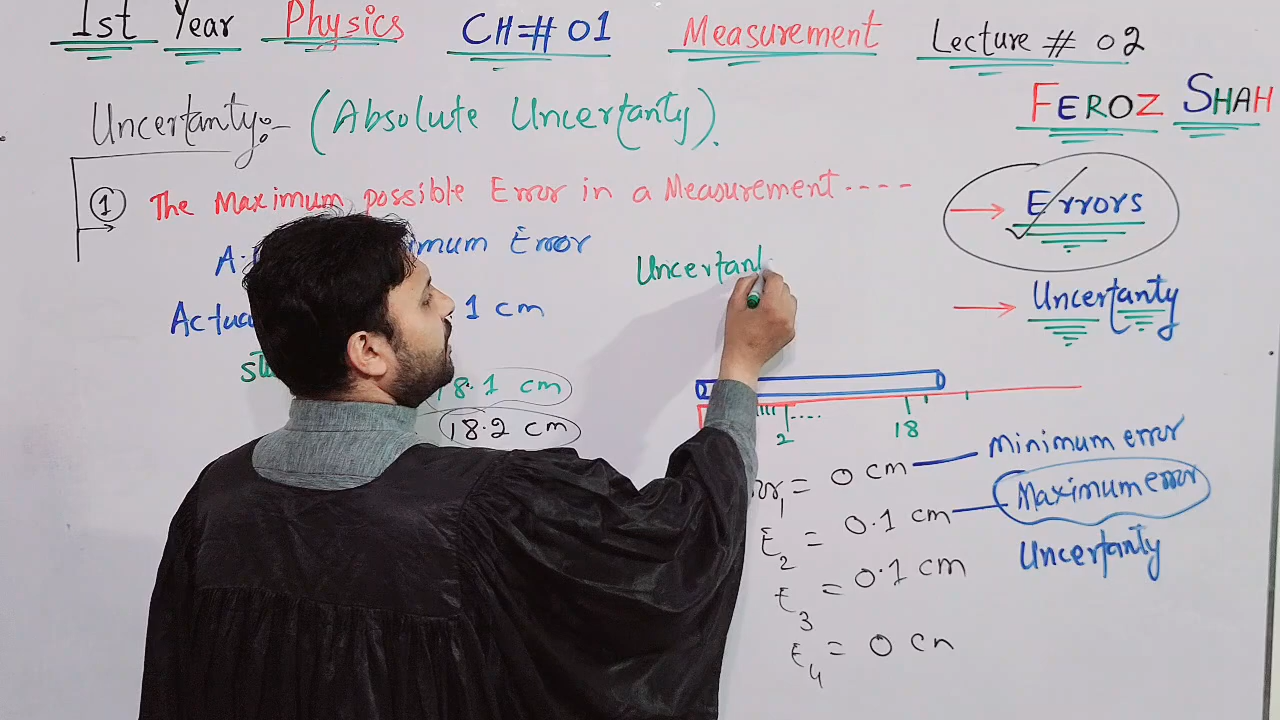 1st Year Physics CH# 01 Measurement Lecture # 02
FEROZ SHAH
Uncertanty:- (Absolute Uncertanty).
1 The Maximum possible Error in a Measurement----
Errors
Error
Uncertant
Uncertanty
1 cm
18.1 cm
18.2 cm
2 .... 18
1 = 0 cm minimum error
E2 = 0.1 cm Maximum error
Uncertanty
E3 = 0.1 cm
E4 = 0 cm